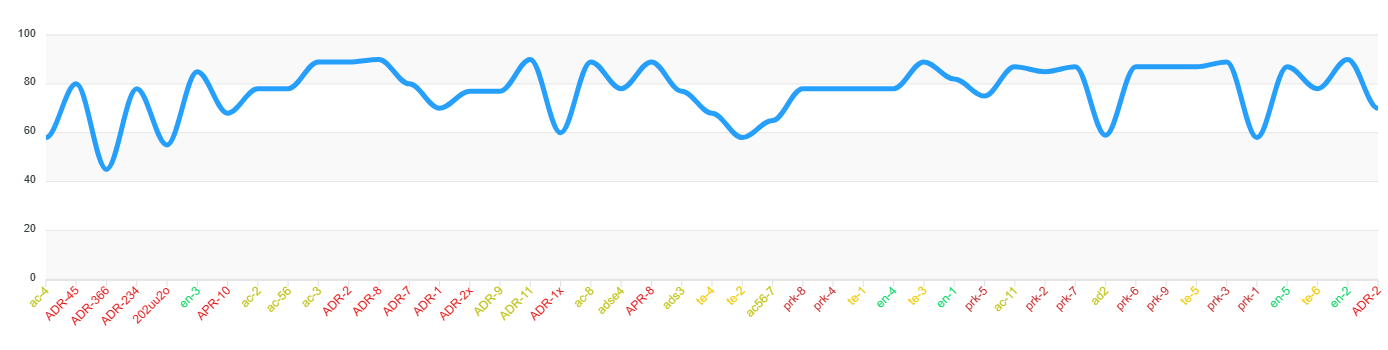 100
80
60
40
20
0
ac-4
ADR-45
ADR-366
ADR-234
202uu2o
en-3
APR-10
ac-2
ac-56
ac-3
ADR-2
ADR-8
ADR-7
ADR-1
ADR-2x
ADR-9
ADR-11
ADR-1x
ac-8
adse4
APR-8
ads3
te-4
te-2
ac56-7
prk-8
prk-4
te-1
en-4
te-3
en-1
prk-5
ac-11
prk-2
prk-7
ad2
prk-6
prk-9
te-5
prk-3
prk-1
en-5
te-6
en-2
ADR-2